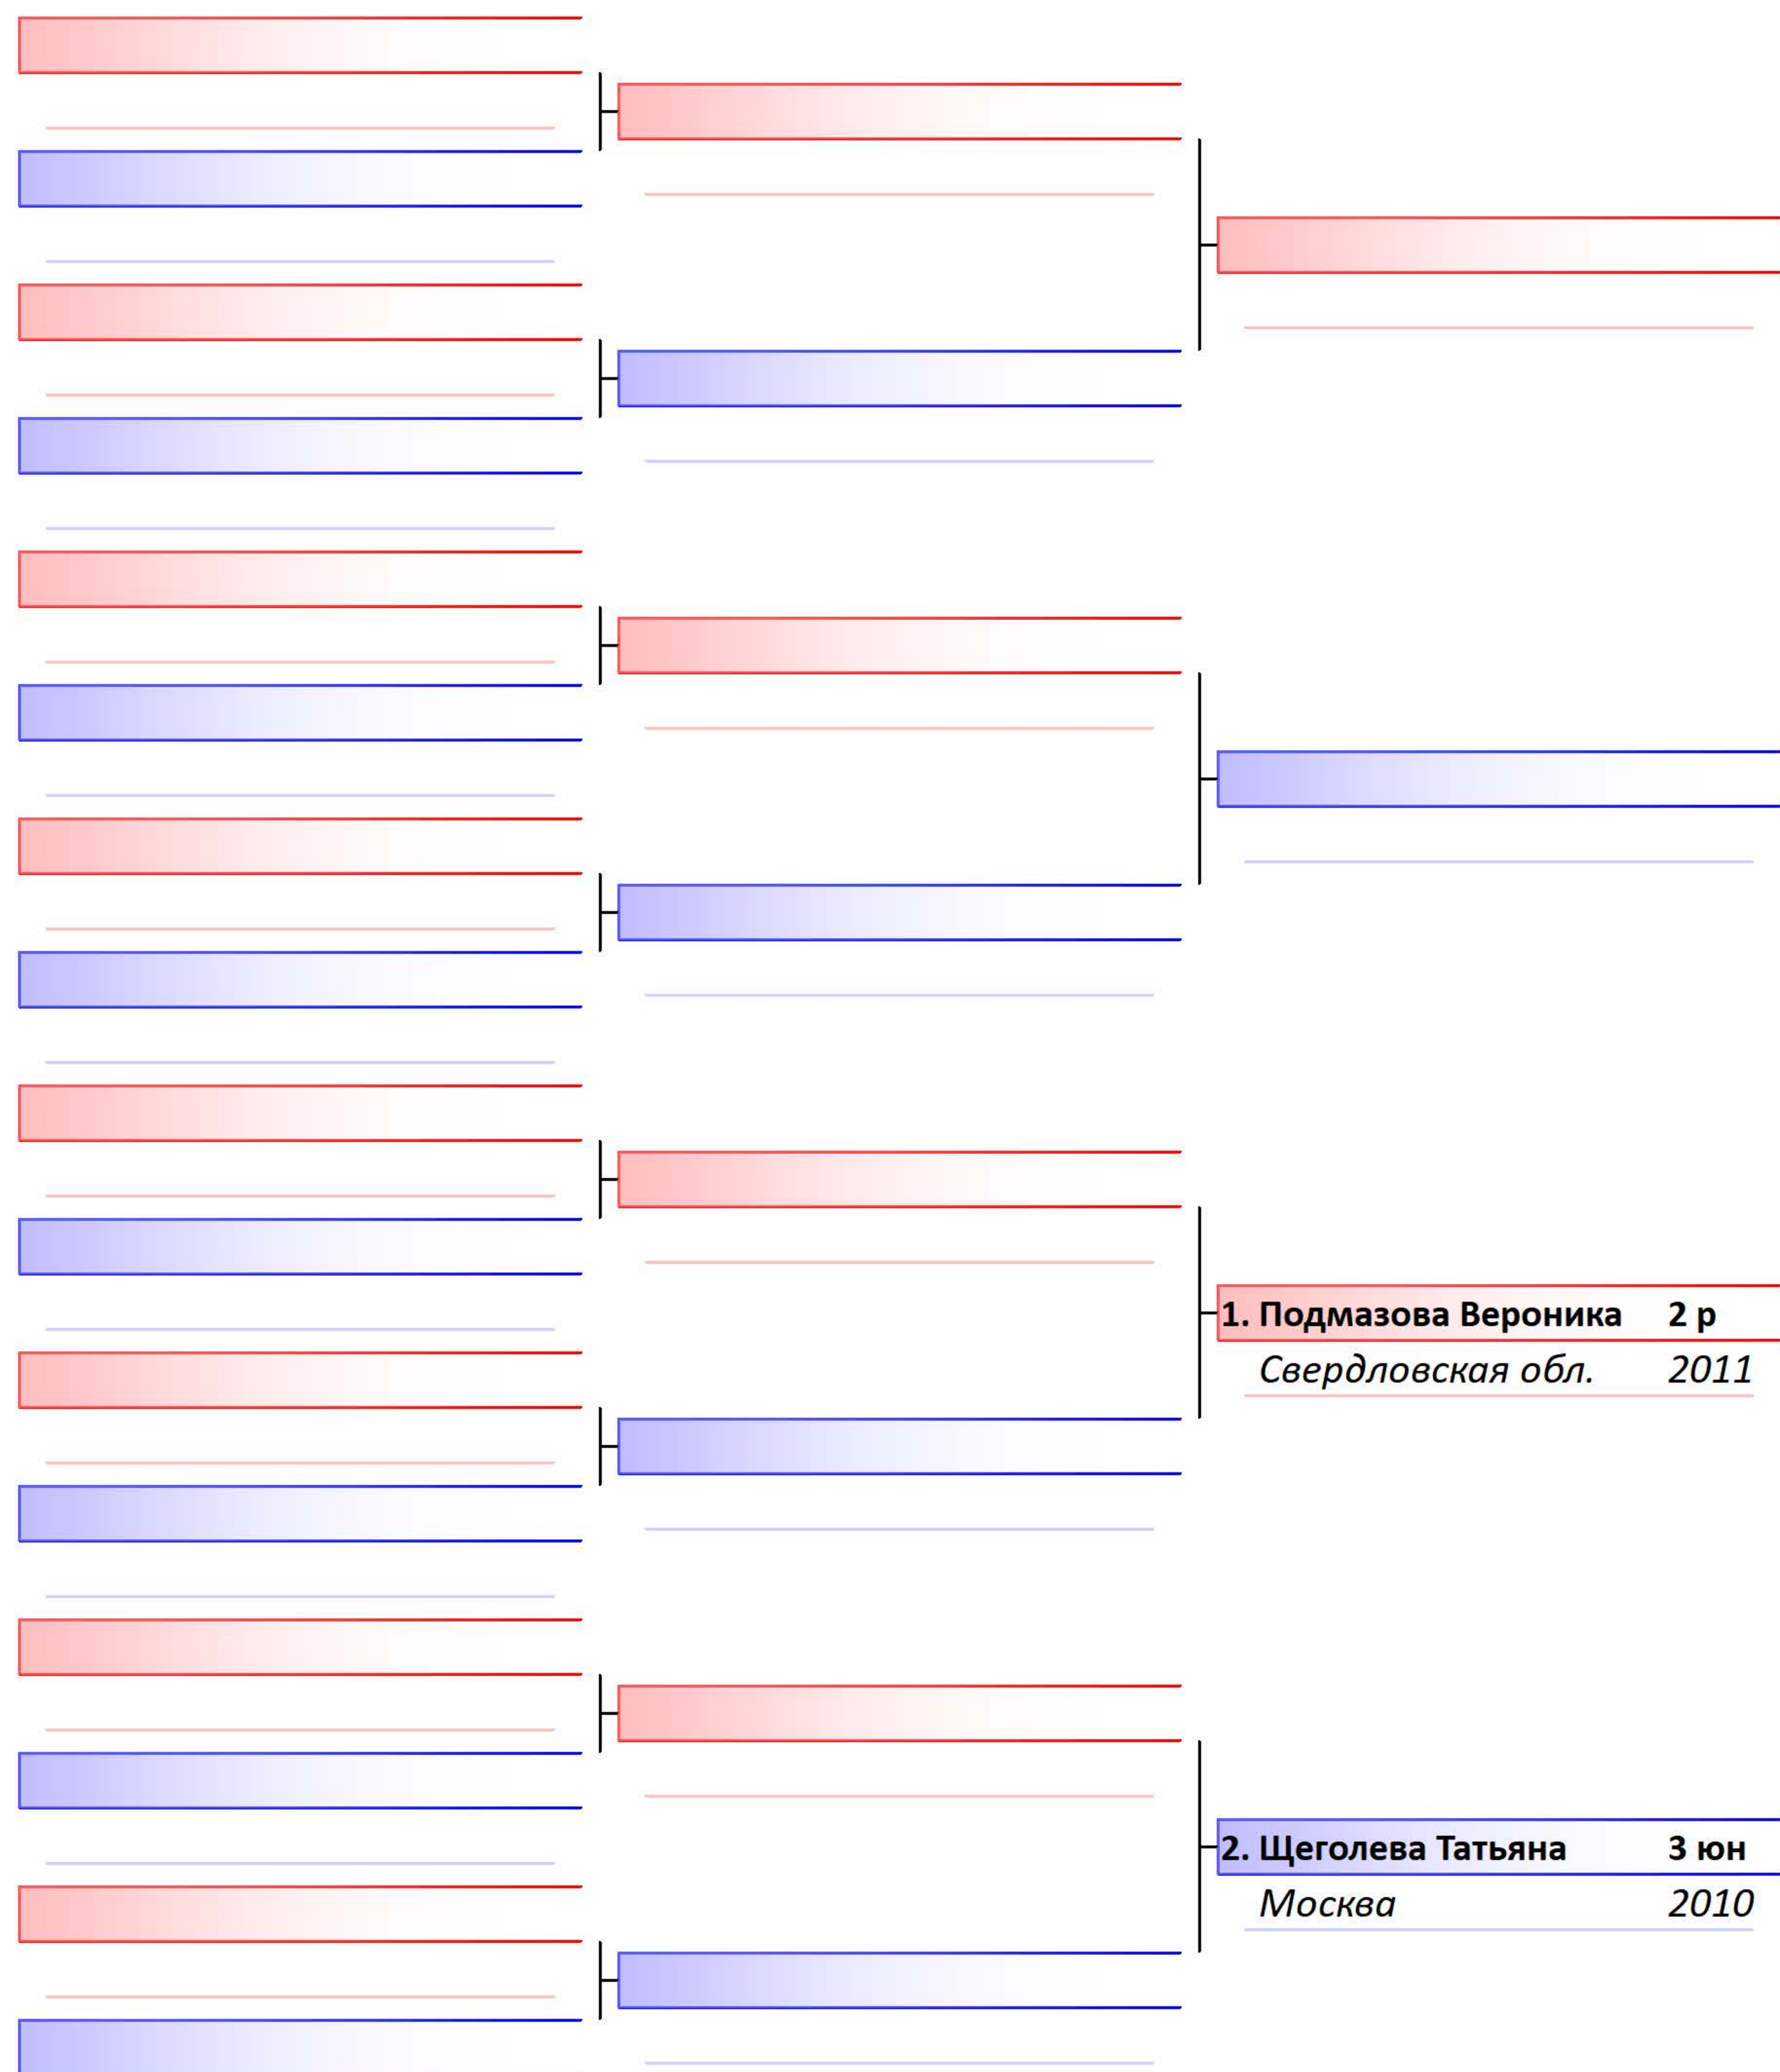 1. Подмазова Вероника 2 р
Свердловская обл. 2011
2. Щеголева Татьяна 3 юн
Москва 2010